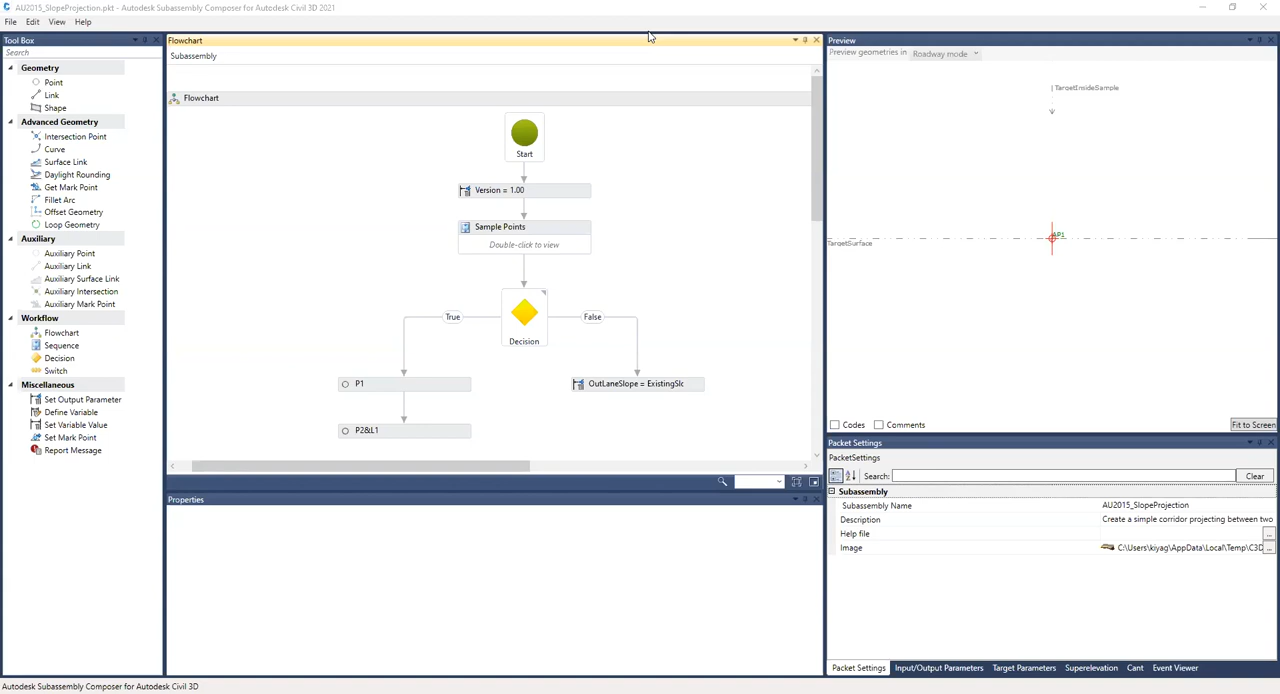 AU2015_SlopeProjection.pkt - Autodesk Subassembly Composer for Autodesk Civil 3D 2021
File Edit View Help
Tool Box
Search
Geometry
Point
Link
Shape
Advanced Geometry
Intersection Point
Curve
Surface Link
Daylight Rounding
Get Mark Point
Fillet Arc
Offset Geometry
Loop Geometry
Auxiliary
Auxiliary Point
Auxiliary Link
Auxiliary Surface Link
Auxiliary Intersection
Auxiliary Mark Point
Workflow
Flowchart
Sequence
Decision
Switch
Miscellaneous
Set Output Parameter
Define Variable
Set Variable Value
Set Mark Point
Report Message
Flowchart
Subassembly
Flowchart
Start
Version = 1.00
Sample Points
Double-click to view
True
False
Decision
P1
OutLaneSlope = ExistingSlc
P2&L1
Properties
Preview
Preview geometries in Roadway mode
TargetInsideSample
AP1
TargetSurface
Codes Comments
Fit to Screen
Packet Settings
PacketSettings
Search:
Clear
Subassembly
Subassembly Name AU2015_SlopeProjection
Description Create a simple corridor projecting between two
Help file ...
Image C:\Users\kiyag\AppData\Local\Temp\C3D ...
Packet Settings Input/Output Parameters Target Parameters Superelevation Cant Event Viewer
Autodesk Subassembly Composer for Autodesk Civil 3D